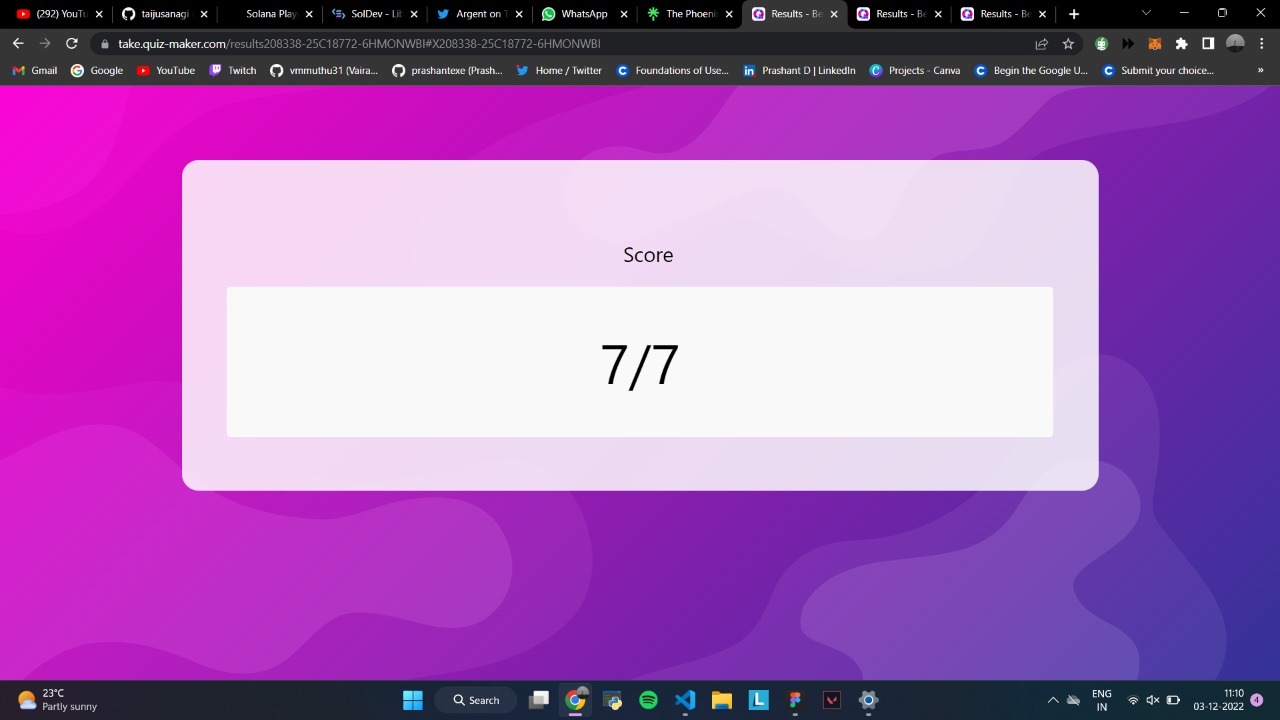 (292) YouTu
taijusanagi
Solana Play
SolDev - Lib
Argent on T
WhatsApp
The Phoeni
Results - Be
Results - Be
Results - Be
take.quiz-maker.com/results208338-25C18772-6HMONWBI#X208338-25C18772-6HMONWBI
Gmail
Google
YouTube
Twitch
vmmuthu31 (Vaira...
prashantexe (Prash...
Home / Twitter
Foundations of Use...
Prashant D | LinkedIn
Projects - Canva
Begin the Google U...
Submit your choice...
»
Score
7/7
23°C
Partly sunny
Search
ENG
IN
11:10
03-12-2022
4